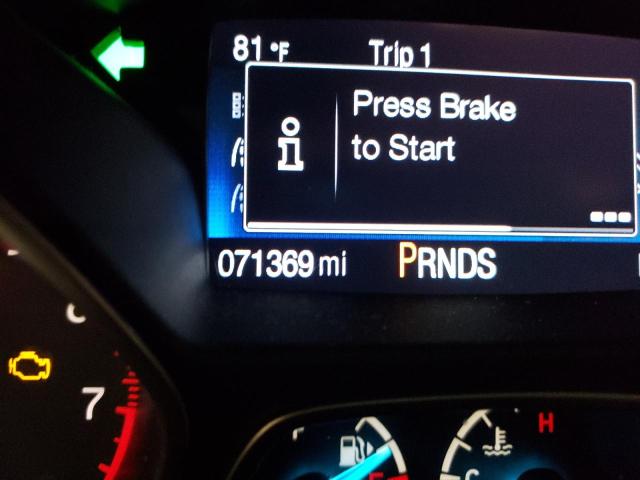 81°F Trip 1
Press Brake
to Start
071369 mi PRNDS
7
H